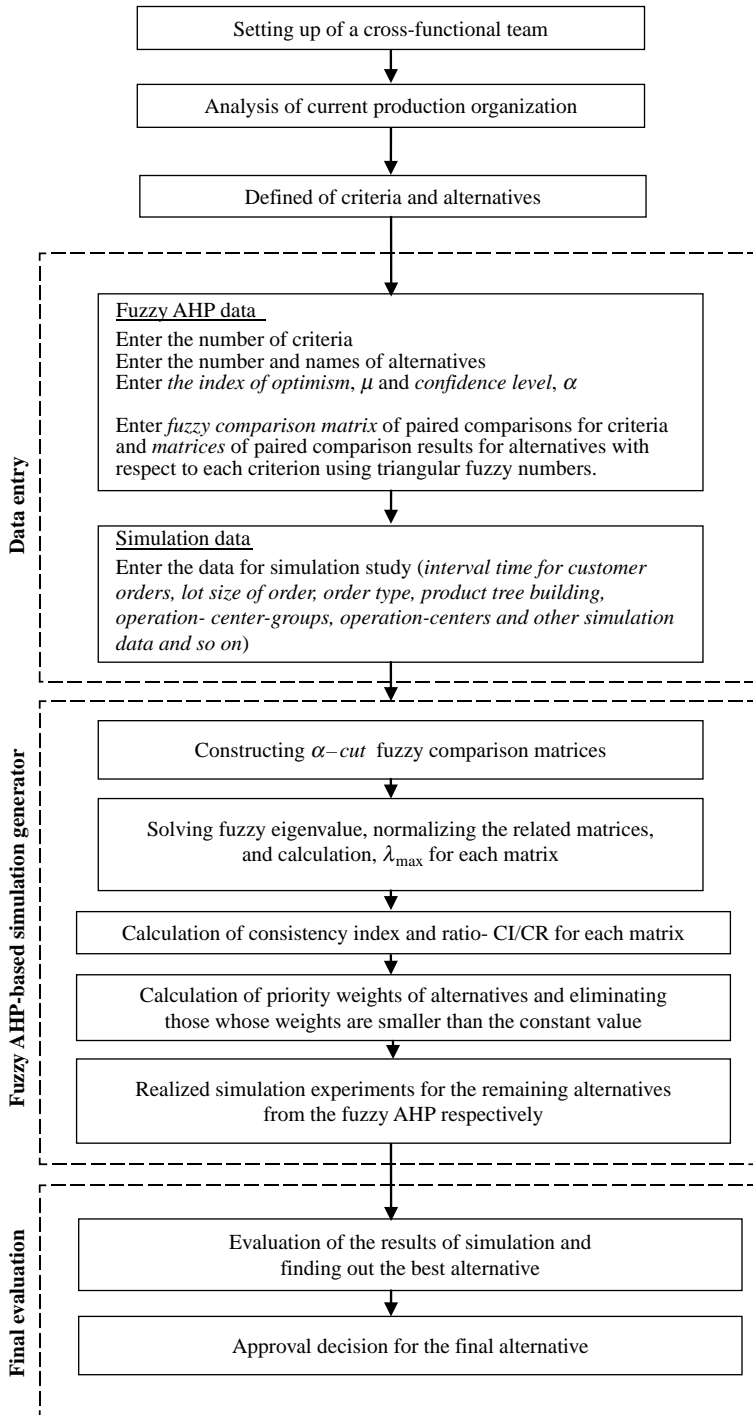 Setting up of a cross-functional team
Analysis of current production organization
Defined of criteria and alternatives
Data entry
Fuzzy AHP data
Enter the number of criteria
Enter the number and names of alternatives
Enter the index of optimism, μ and confidence level, α
Enter fuzzy comparison matrix of paired comparisons for criteria
and matrices of paired comparison results for alternatives with
respect to each criterion using triangular fuzzy numbers.
Simulation data
Enter the data for simulation study (interval time for customer
orders, lot size of order, order type, product tree building,
operation- center-groups, operation-centers and other simulation
data and so on)
Fuzzy AHP-based simulation generator
Constructing α–cut fuzzy comparison matrices
Solving fuzzy eigenvalue, normalizing the related matrices,
and calculation, λmax for each matrix
Calculation of consistency index and ratio- CI/CR for each matrix
Calculation of priority weights of alternatives and eliminating
those whose weights are smaller than the constant value
Realized simulation experiments for the remaining alternatives
from the fuzzy AHP respectively
Final evaluation
Evaluation of the results of simulation and
finding out the best alternative
Approval decision for the final alternative